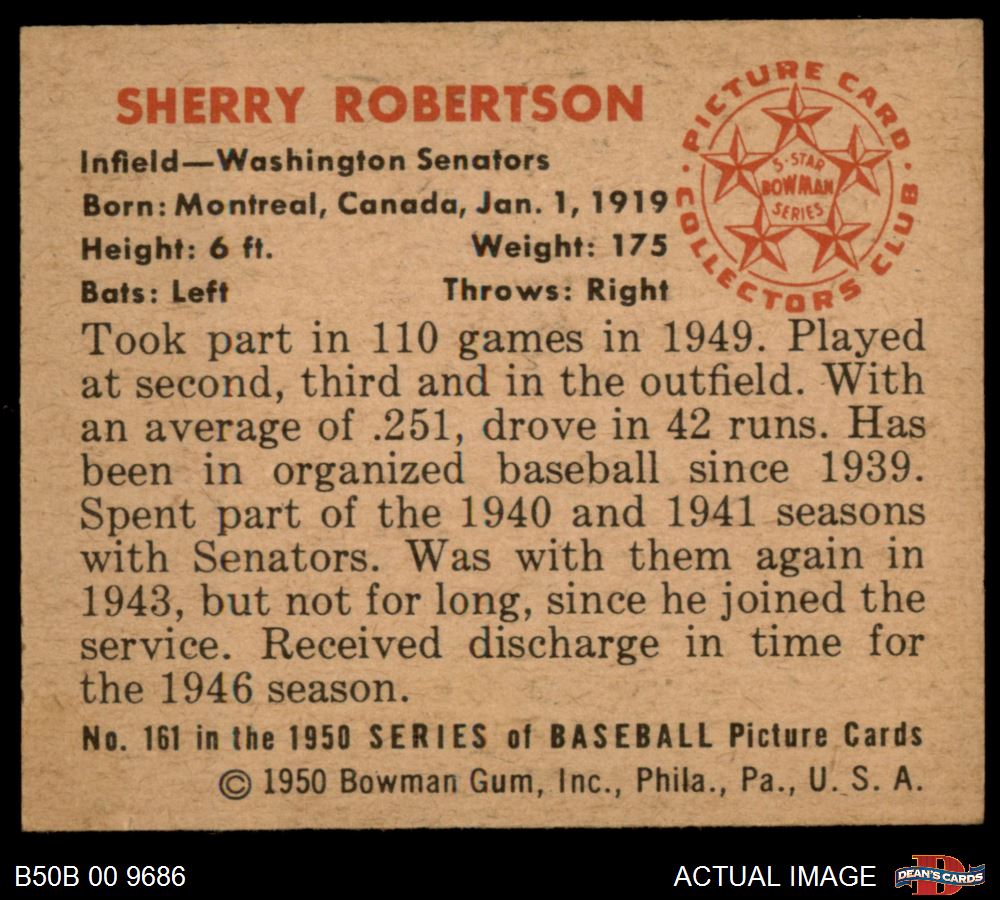 SHERRY ROBERTSON
Infield—Washington Senators
Born: Montreal, Canada, Jan. 1, 1919
Height: 6 ft. Weight: 175
Bats: Left Throws: Right
PICTURE CARD
COLLECTORS CLUB
5-STAR
BOWMAN
SERIES
Took part in 110 games in 1949. Played
at second, third and in the outfield. With
an average of .251, drove in 42 runs. Has
been in organized baseball since 1939.
Spent part of the 1940 and 1941 seasons
with Senators. Was with them again in
1943, but not for long, since he joined the
service. Received discharge in time for
the 1946 season.
No. 161 in the 1950 SERIES of BASEBALL Picture Cards
© 1950 Bowman Gum, Inc., Phila., Pa., U. S. A.
B50B 00 9686
ACTUAL IMAGE
D
DEAN'S CARDS